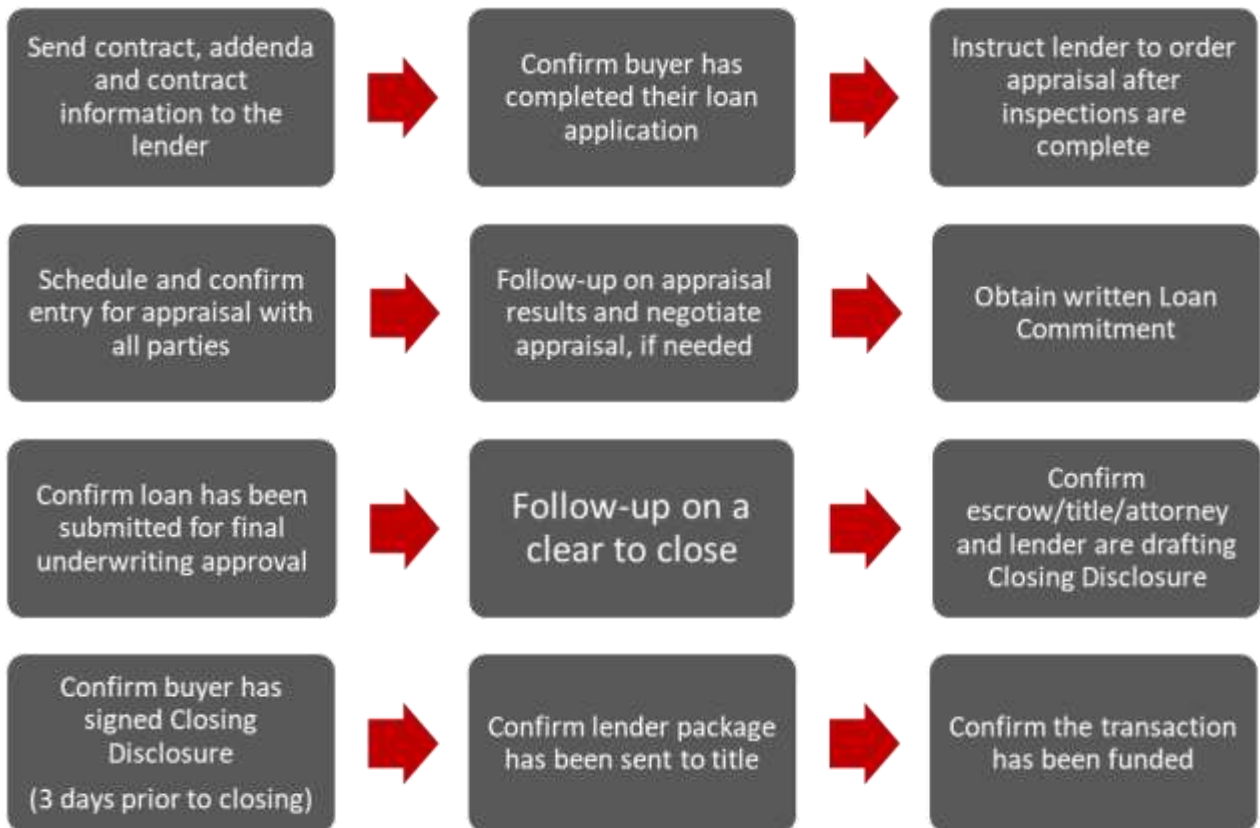 Send contract, addenda
and contract
information to the
lender
Confirm buyer has
completed their loan
application
Instruct lender to order
appraisal after
inspections are
complete
Schedule and confirm
entry for appraisal with
all parties
Follow-up on appraisal
results and negotiate
appraisal, if needed
Obtain written Loan
Commitment
Confirm loan has been
submitted for final
underwriting approval
Follow-up on a
clear to close
Confirm
escrow/title/attorney
and lender are drafting
Closing Disclosure
Confirm buyer has
signed Closing
Disclosure
(3 days prior to closing)
Confirm lender package
has been sent to title
Confirm the transaction
has been funded